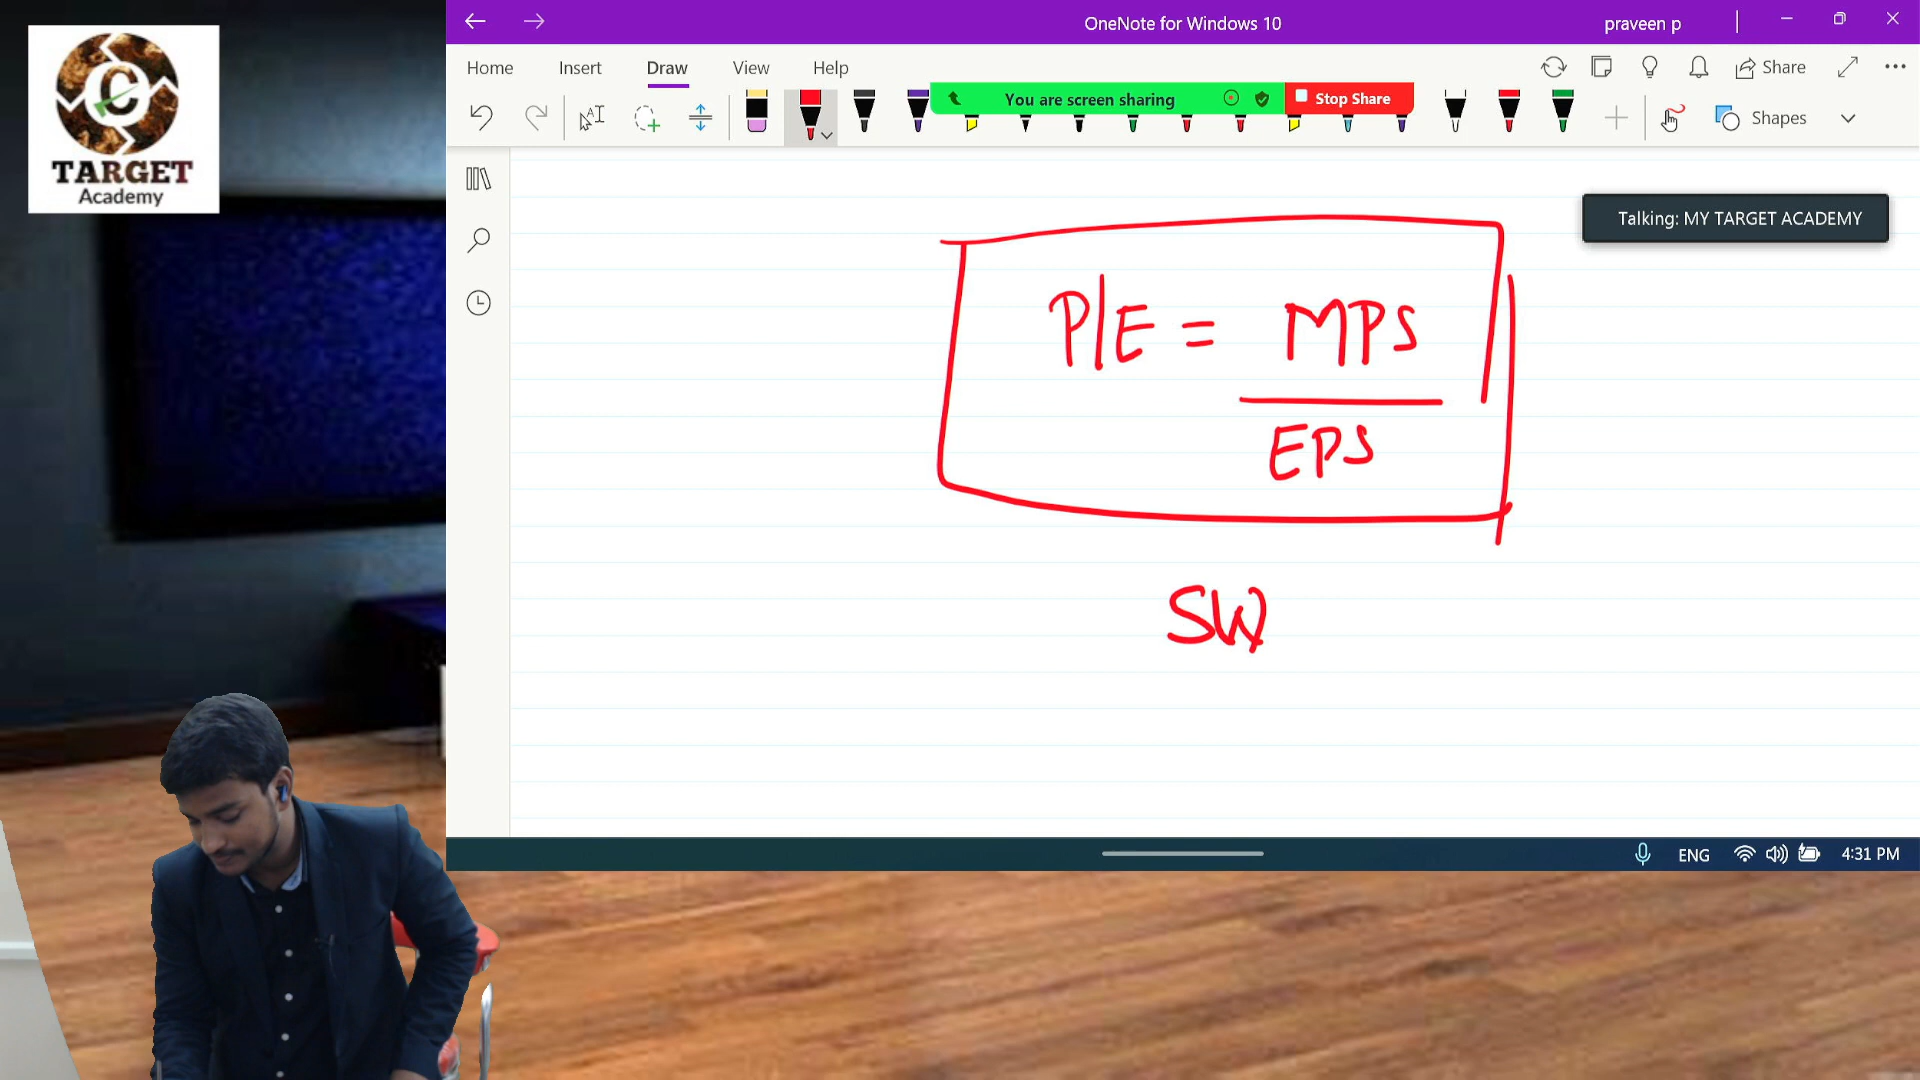 C
TARGET
Academy
OneNote for Windows 10
praveen p
Home Insert Draw View Help
Share
You are screen sharing
Stop Share
Shapes
Talking: MY TARGET ACADEMY
P/E = MPS
EPS
SW
ENG
4:31 PM